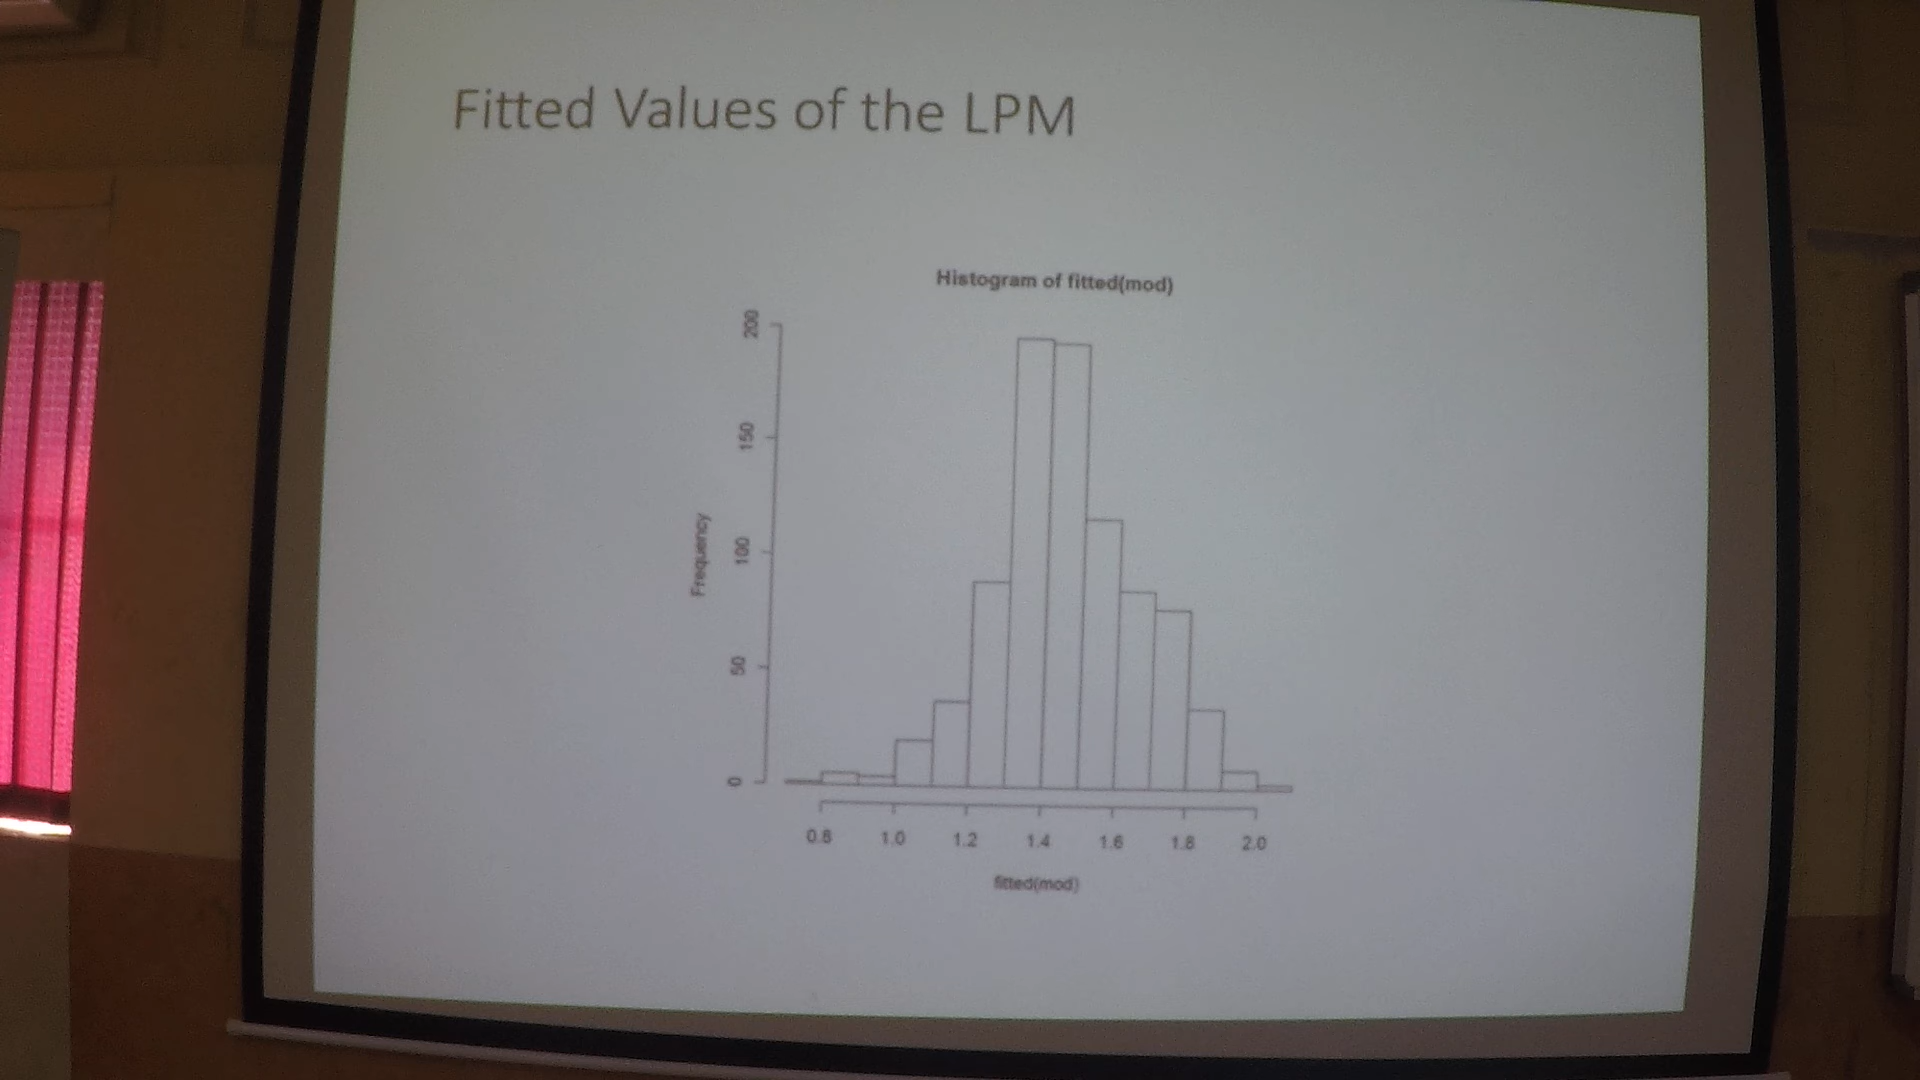 Fitted Values of the LPM
Histogram of fitted(mod)
200
150
100
50
0
Frequency
0.8 1.0 1.2 1.4 1.6 1.8 2.0
fitted(mod)